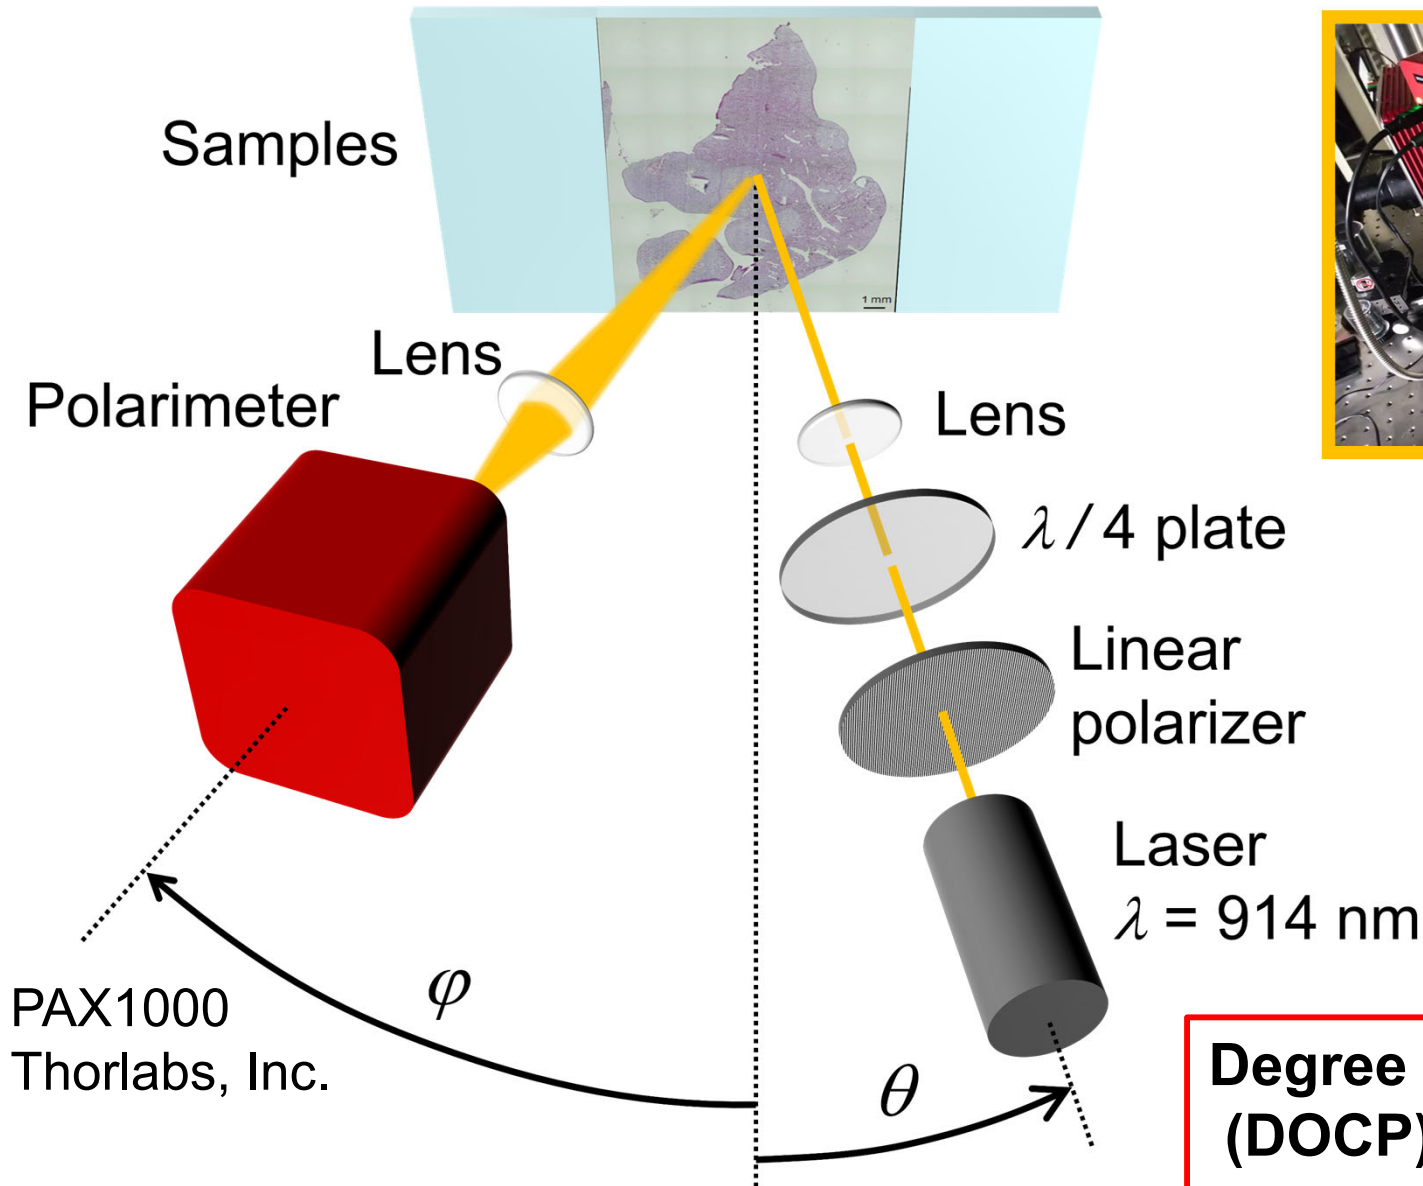 Samples
1 mm
Lens
Polarimeter
Lens
λ / 4 plate
Linear
polarizer
Laser
λ = 914 nm
φ
PAX1000
Thorlabs, Inc.
θ
Degree
(DOCP)